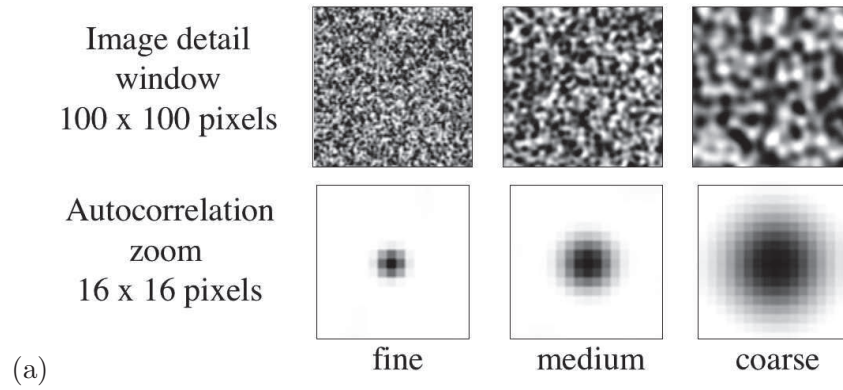 Image detail
window
100 x 100 pixels
Autocorrelation
zoom
16 x 16 pixels
(a)
fine
medium
coarse